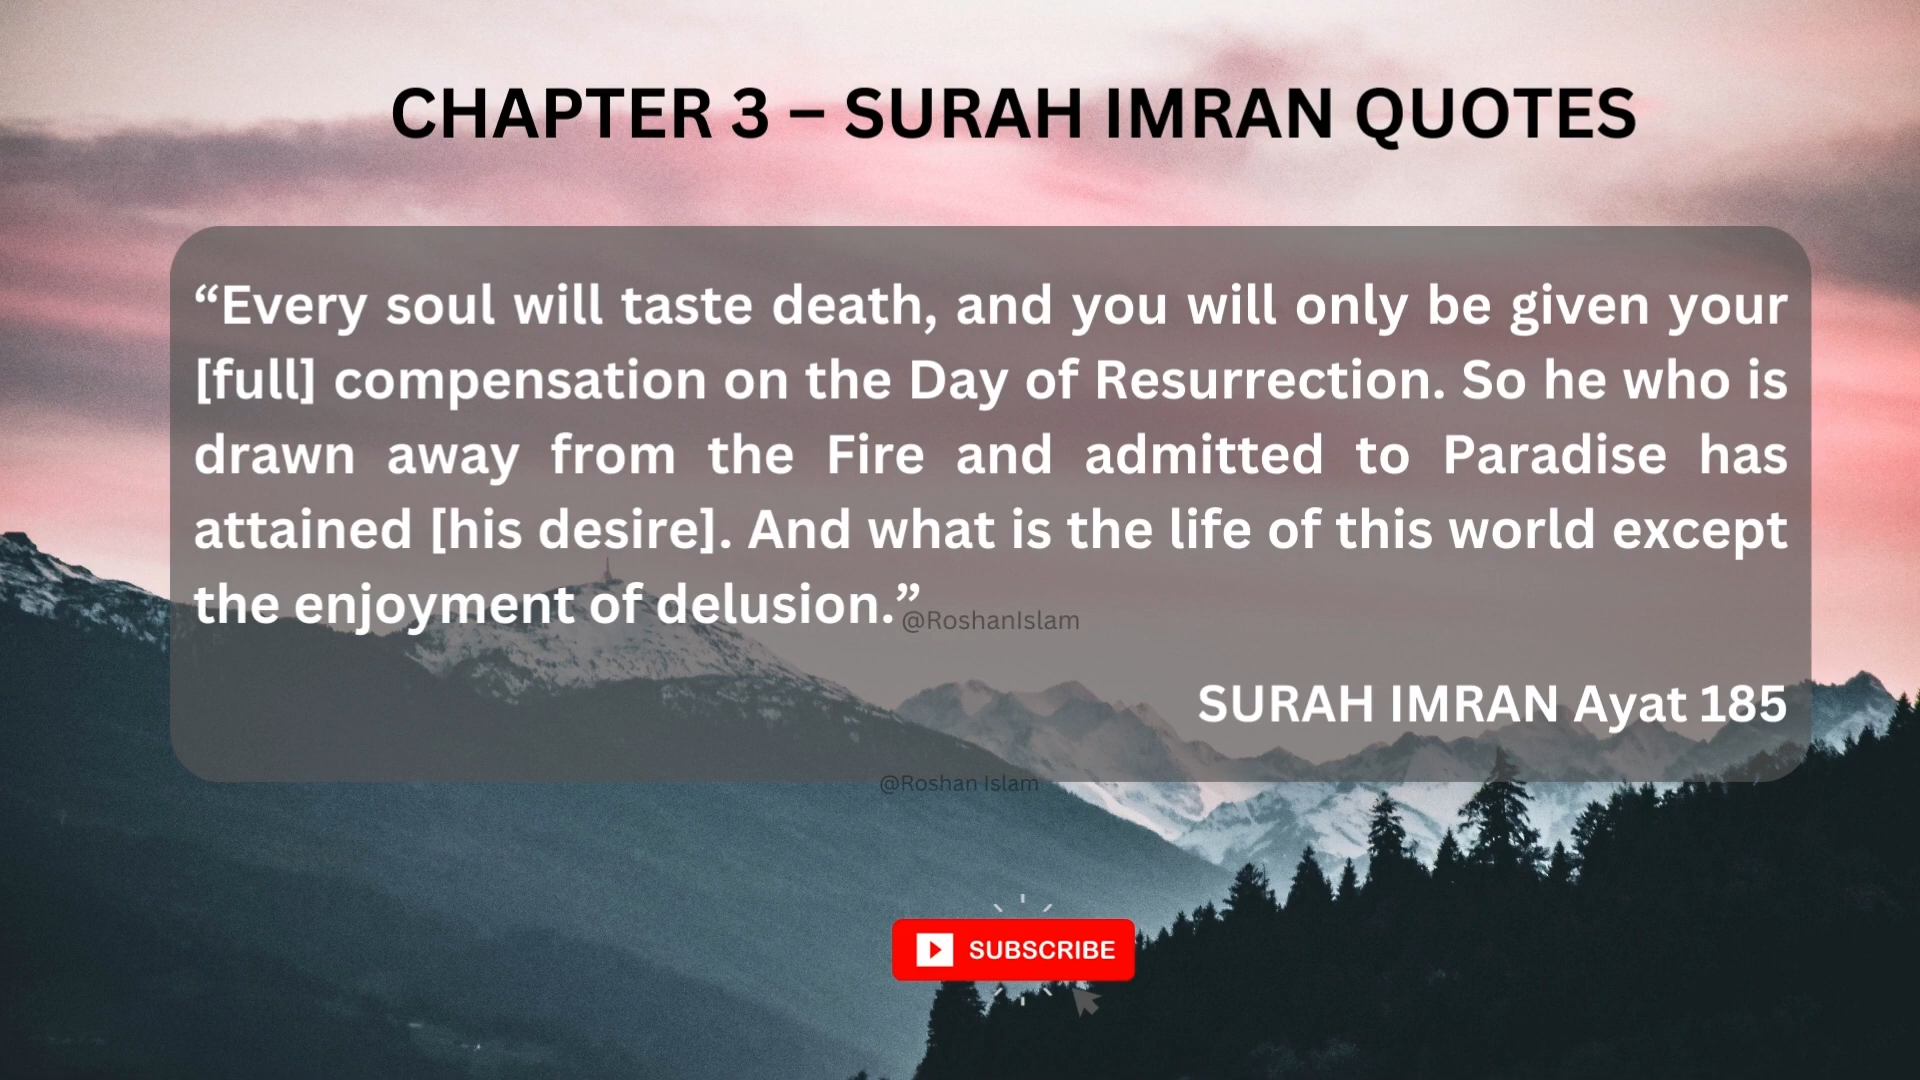 CHAPTER 3 – SURAH IMRAN QUOTES
“Every soul will taste death, and you will only be given your
[full] compensation on the Day of Resurrection. So he who is
drawn away from the Fire and admitted to Paradise has
attained [his desire]. And what is the life of this world except
the enjoyment of delusion.”
@RoshanIslam
SURAH IMRAN Ayat 185
@Roshan Islam
SUBSCRIBE